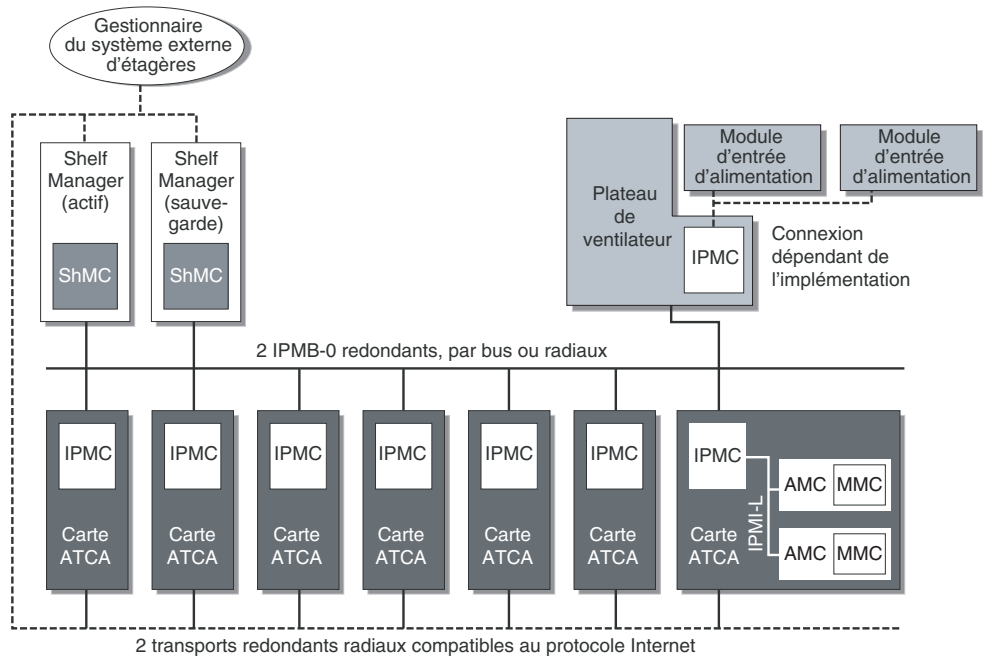 Gestionnaire
du système externe
d'étagères
Shelf
Manager
(actif)
ShMC
Shelf
Manager
(sauve-
garde)
ShMC
Plateau
de
ventilateur
IPMC
Module
d'entrée
d'alimentation
Module
d'entrée
d'alimentation
Connexion
dépendant de
l'implémentation
2 IPMB-0 redondants, par bus ou radiaux
IPMC
Carte
ATCA
IPMC
Carte
ATCA
IPMC
Carte
ATCA
IPMC
Carte
ATCA
IPMC
Carte
ATCA
IPMC
Carte
ATCA
IPMC
Carte
ATCA
IPMI-L
AMC MMC
AMC MMC
2 transports redondants radiaux compatibles au protocole Internet